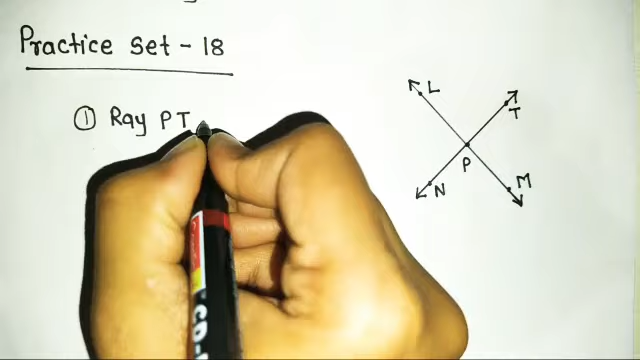 Practice Set - 18
① Ray PT
L
T
P
N
M